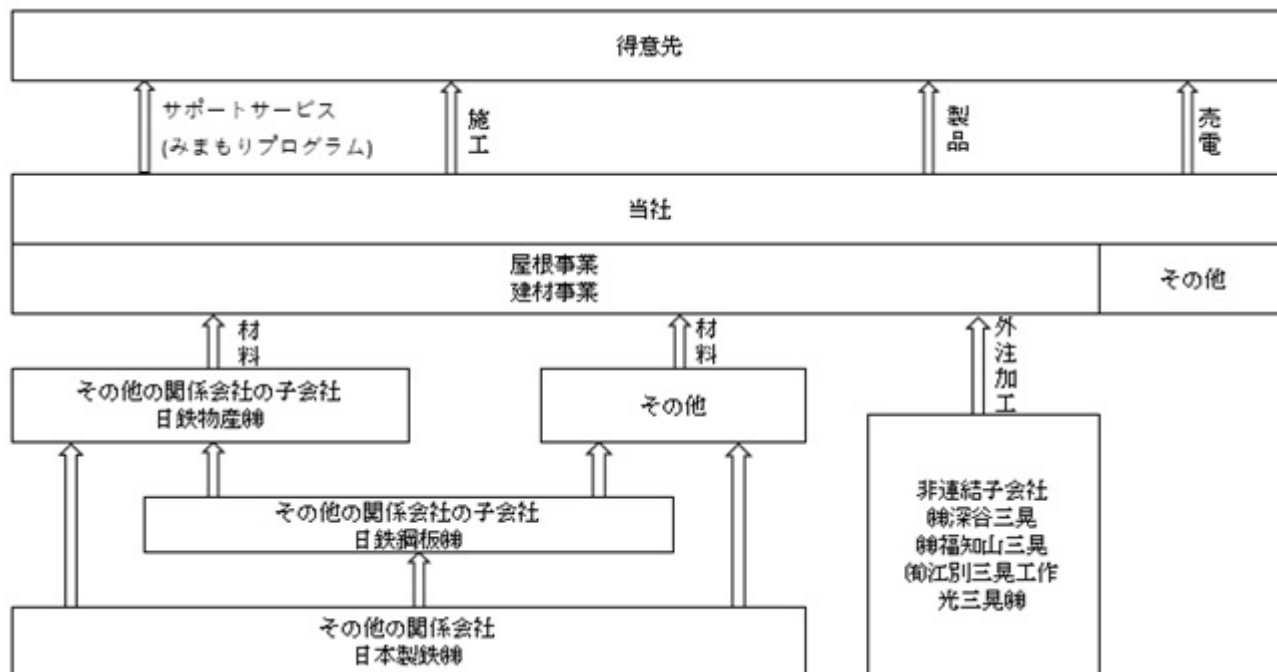 得意先
サポートサービス
(みまもりプログラム)
施工
製品
売電
当社
屋根事業
建材事業
その他
材料
材料
外注加工
その他の関係会社の子会社
日鉄物産㈱
その他
その他の関係会社の子会社
日鉄鋼板㈱
非連結子会社
㈱深谷三晃
㈱福知山三晃
㈲江別三晃工作
光三晃㈱
その他の関係会社
日本製鉄㈱